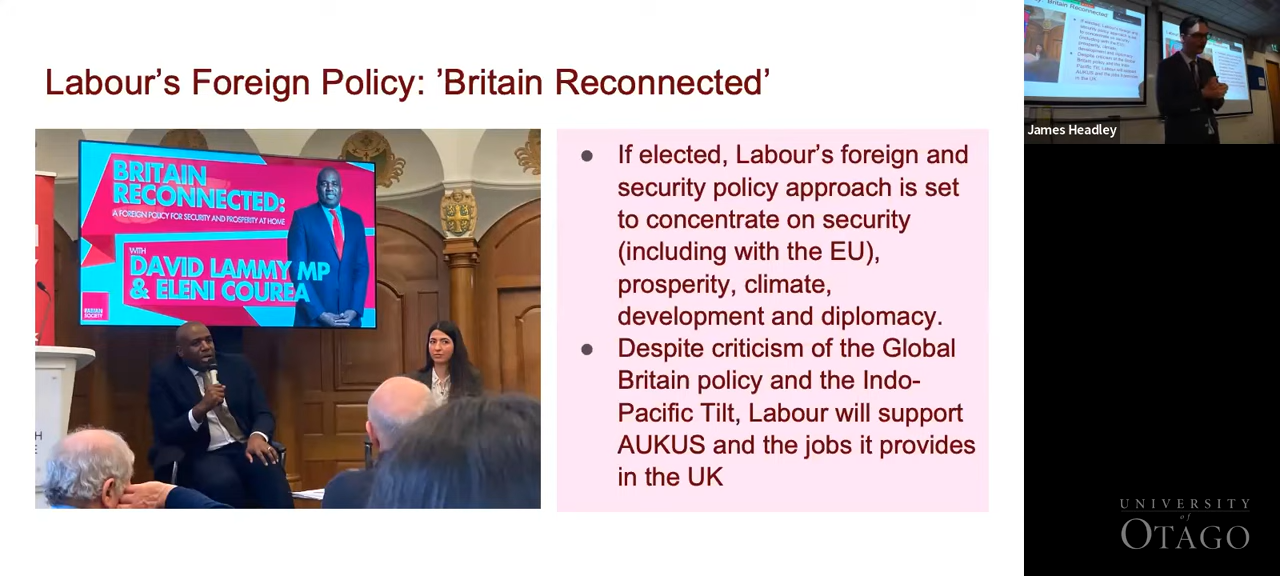 Labour’s Foreign Policy: ’Britain Reconnected’
BRITAIN
RECONNECTED:
A FOREIGN POLICY FOR SECURITY AND PROSPERITY AT HOME
WITH
DAVID LAMMY MP
& ELENI COUREA
FABIAN
SOCIETY
● If elected, Labour’s foreign and
security policy approach is set
to concentrate on security
(including with the EU),
prosperity, climate,
development and diplomacy.
● Despite criticism of the Global
Britain policy and the Indo-
Pacific Tilt, Labour will support
AUKUS and the jobs it provides
in the UK
James Headley
UNIVERSITY
of
OTAGO